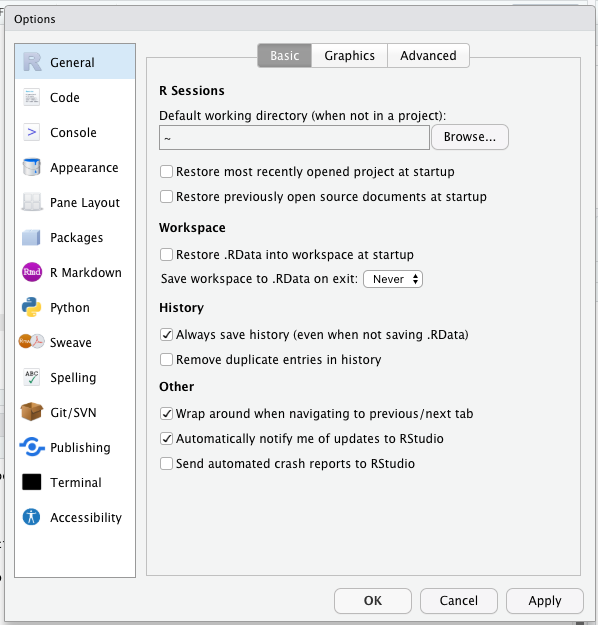 Options
General
Code
Console
Appearance
Pane Layout
Packages
Rmd R Markdown
Python
Sweave
ABC Spelling
Git/SVN
Publishing
Terminal
Accessibility
Basic Graphics Advanced
R Sessions
Default working directory (when not in a project):
~ Browse...
Restore most recently opened project at startup
Restore previously open source documents at startup
Workspace
Restore .RData into workspace at startup
Save workspace to .RData on exit: Never
History
Always save history (even when not saving .RData)
Remove duplicate entries in history
Other
Wrap around when navigating to previous/next tab
Automatically notify me of updates to RStudio
Send automated crash reports to RStudio
OK Cancel Apply